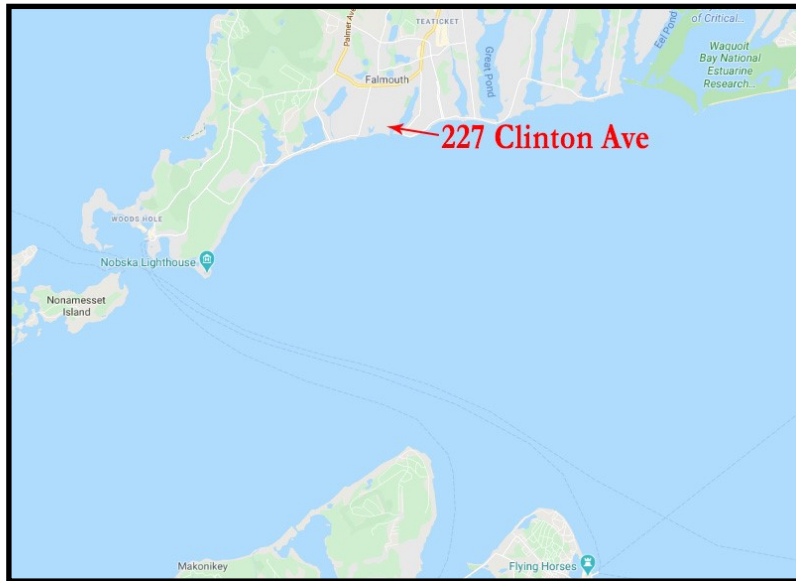 Palmer Ave
TEATICKET
Great Pond
Eel Pond
of Critical...
Waquoit
Bay National
Estuarine
Research...
Falmouth
227 Clinton Ave
WOODS HOLE
Nobska Lighthouse
Nonamesset
Island
Makonikey
Flying Horses